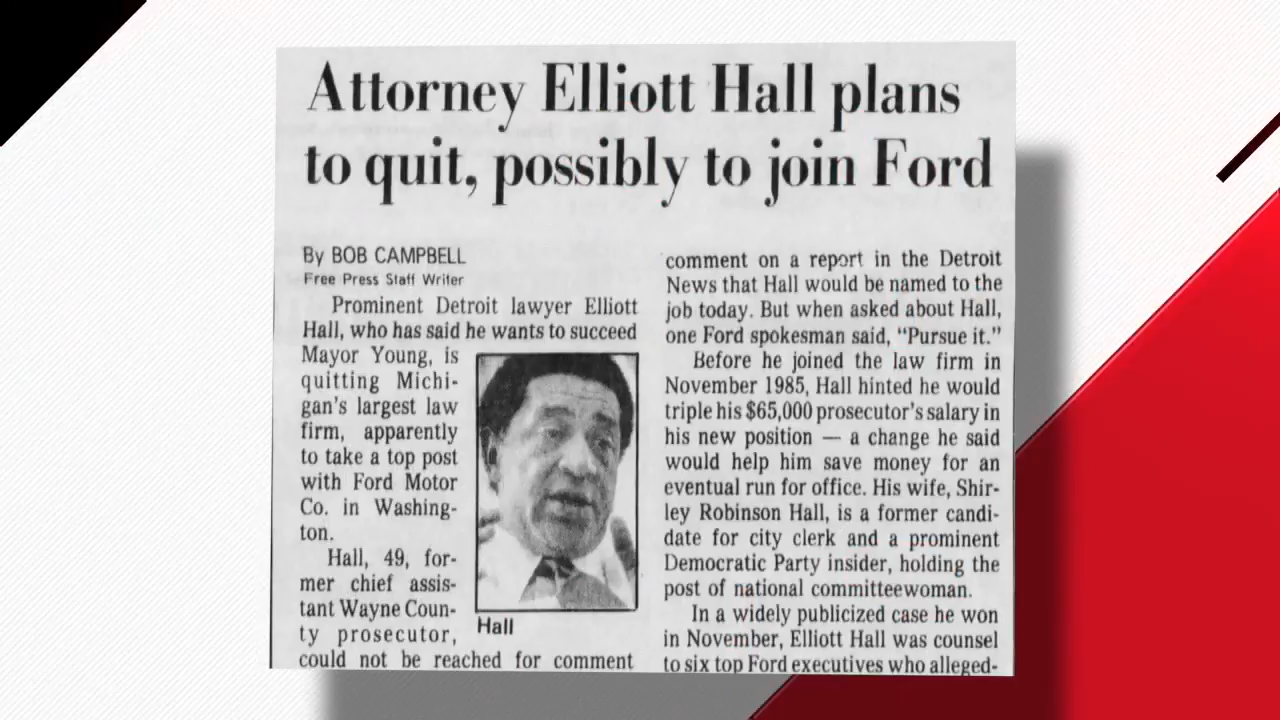 Attorney Elliott Hall plans
to quit, possibly to join Ford
By BOB CAMPBELL
Free Press Staff Writer
Prominent Detroit lawyer Elliott
Hall, who has said he wants to succeed
Mayor Young, is
quitting Michi-
gan's largest law
firm, apparently
to take a top post
with Ford Motor
Co. in Washing-
ton.
Hall, 49, for-
mer chief assis-
tant Wayne Coun-
ty prosecutor,
could not be reached for comment
Hall
comment on a report in the Detroit
News that Hall would be named to the
job today. But when asked about Hall,
one Ford spokesman said, "Pursue it."
Before he joined the law firm in
November 1985, Hall hinted he would
triple his $65,000 prosecutor's salary in
his new position — a change he said
would help him save money for an
eventual run for office. His wife, Shir-
ley Robinson Hall, is a former candi-
date for city clerk and a prominent
Democratic Party insider, holding the
post of national committeewoman.
In a widely publicized case he won
in November, Elliott Hall was counsel
to six top Ford executives who alleged-